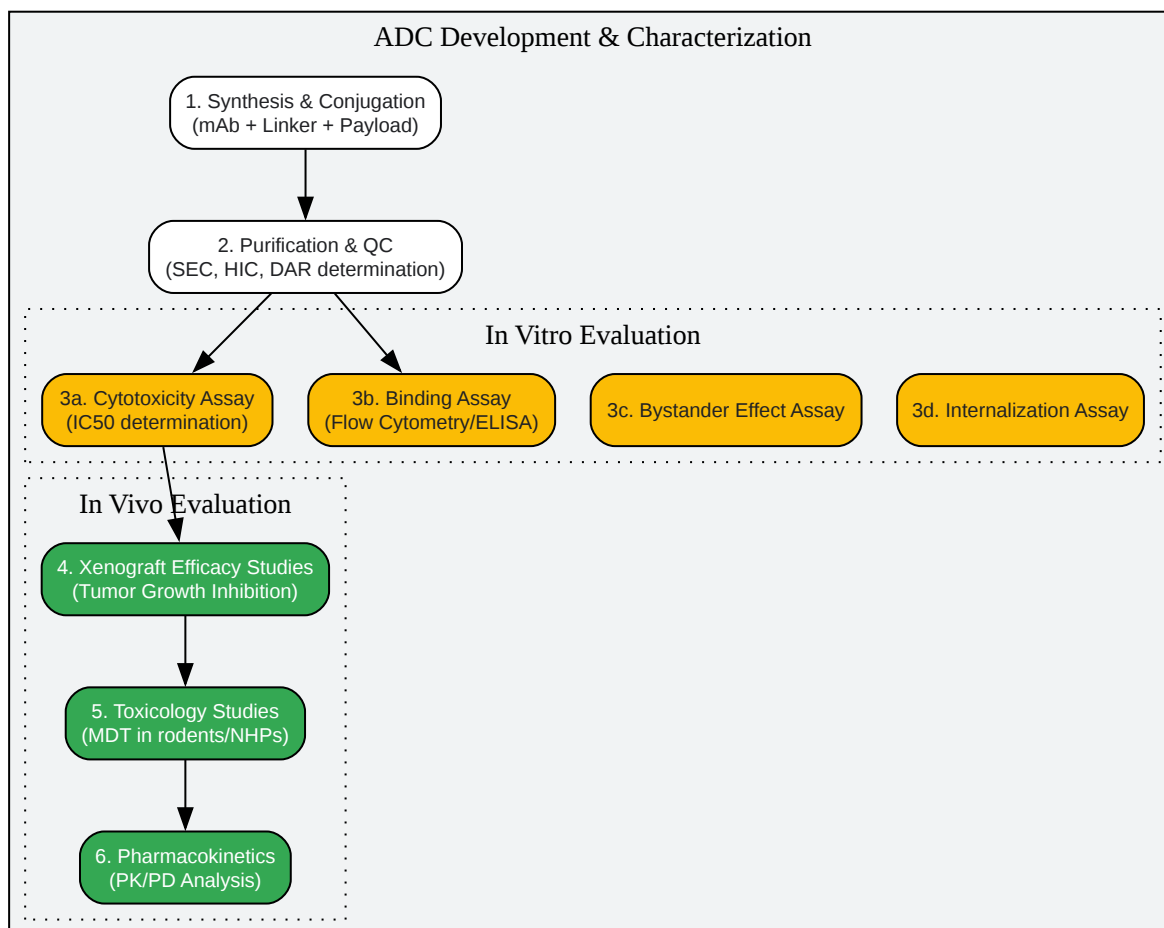 ADC Development & Characterization
1. Synthesis & Conjugation
(mAb + Linker + Payload)
2. Purification & QC
(SEC, HIC, DAR determination)
In Vitro Evaluation
3a. Cytotoxicity Assay
(IC50 determination)
3b. Binding Assay
(Flow Cytometry/ELISA)
3c. Bystander Effect Assay
3d. Internalization Assay
In Vivo Evaluation
4. Xenograft Efficacy Studies
(Tumor Growth Inhibition)
5. Toxicology Studies
(MDT in rodents/NHPs)
6. Pharmacokinetics
(PK/PD Analysis)